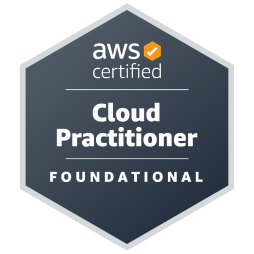 aws
certified
Cloud
Practitioner
FOUNDATIONAL